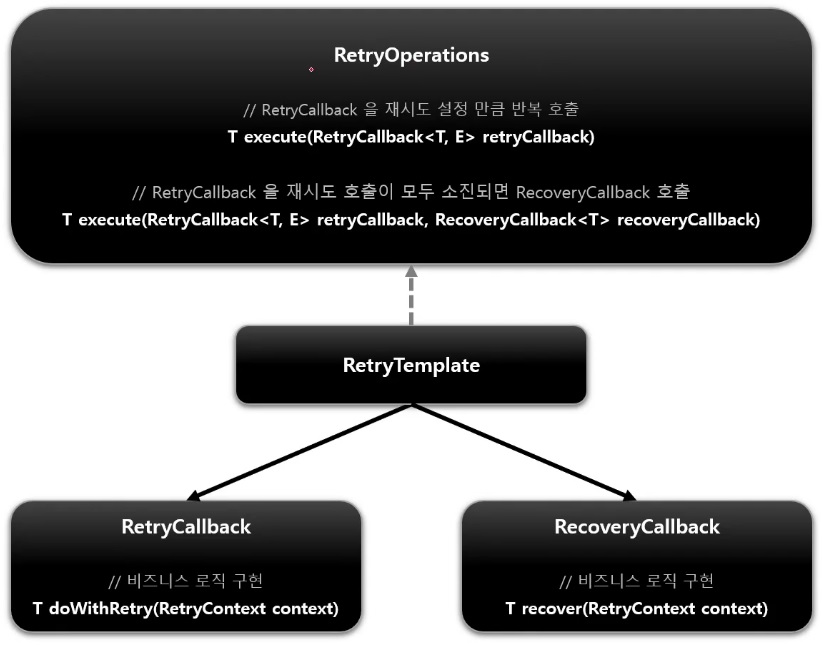 RetryOperations
// RetryCallback 을 재시도 설정 만큼 반복 호출
T execute(RetryCallback<T, E> retryCallback)
// RetryCallback 을 재시도 호출이 모두 소진되면 RecoveryCallback 호출
T execute(RetryCallback<T, E> retryCallback, RecoveryCallback<T> recoveryCallback)
RetryTemplate
RetryCallback
// 비즈니스 로직 구현
T doWithRetry(RetryContext context)
RecoveryCallback
// 비즈니스 로직 구현
T recover(RetryContext context)